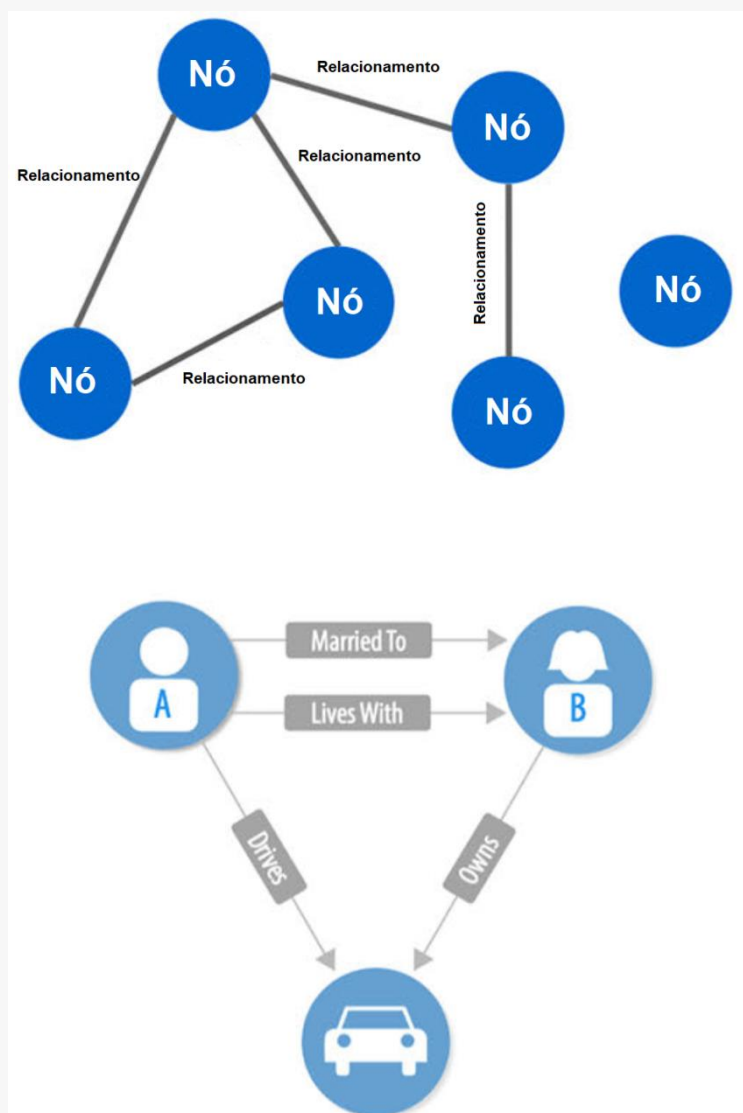 Relacionamento
Nó
Nó
Relacionamento
Relacionamento
Relacionamento
Nó
Nó
Nó
Relacionamento
Nó
Married To
A
B
Lives With
Drives
Owns